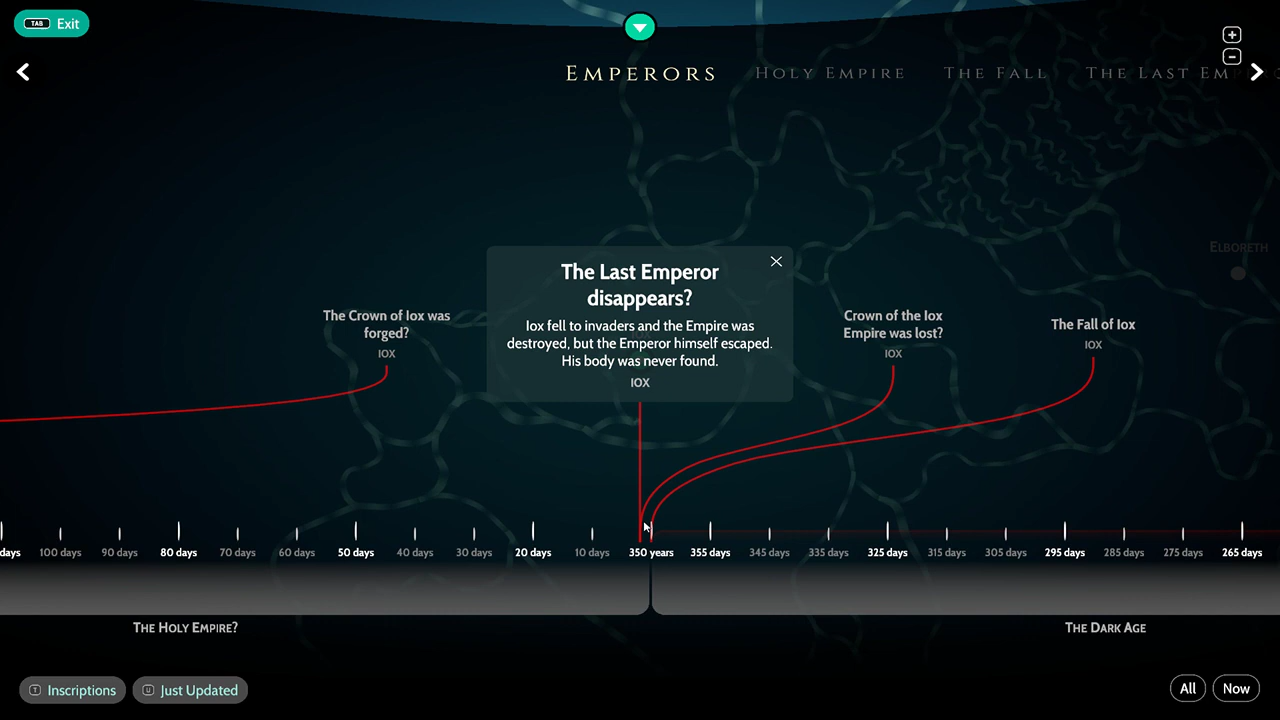 TAB Exit
EMPERORS
HOLY EMPIRE
THE FALL
THE LAST EMP
ELBORETH
The Crown of Iox was
forged?
IOX
The Last Emperor
disappears?
Iox fell to invaders and the Empire was
destroyed, but the Emperor himself escaped.
His body was never found.
IOX
Crown of the Iox
Empire was lost?
IOX
The Fall of Iox
IOX
days
100 days
90 days
80 days
70 days
60 days
50 days
40 days
30 days
20 days
10 days
350 years
355 days
345 days
335 days
325 days
315 days
305 days
295 days
285 days
275 days
265 days
THE HOLY EMPIRE?
THE DARK AGE
T Inscriptions
U Just Updated
All
Now